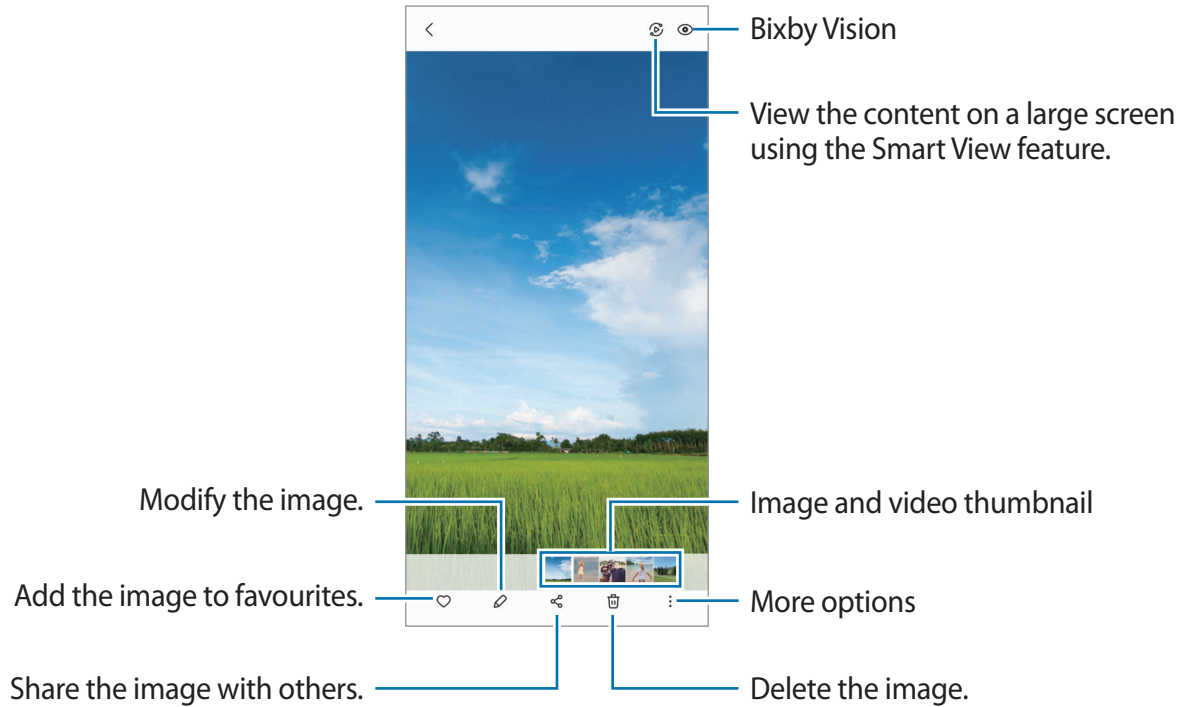 Bixby Vision
View the content on a large screen
using the Smart View feature.
Modify the image.
Image and video thumbnail
Add the image to favourites.
More options
Share the image with others.
Delete the image.